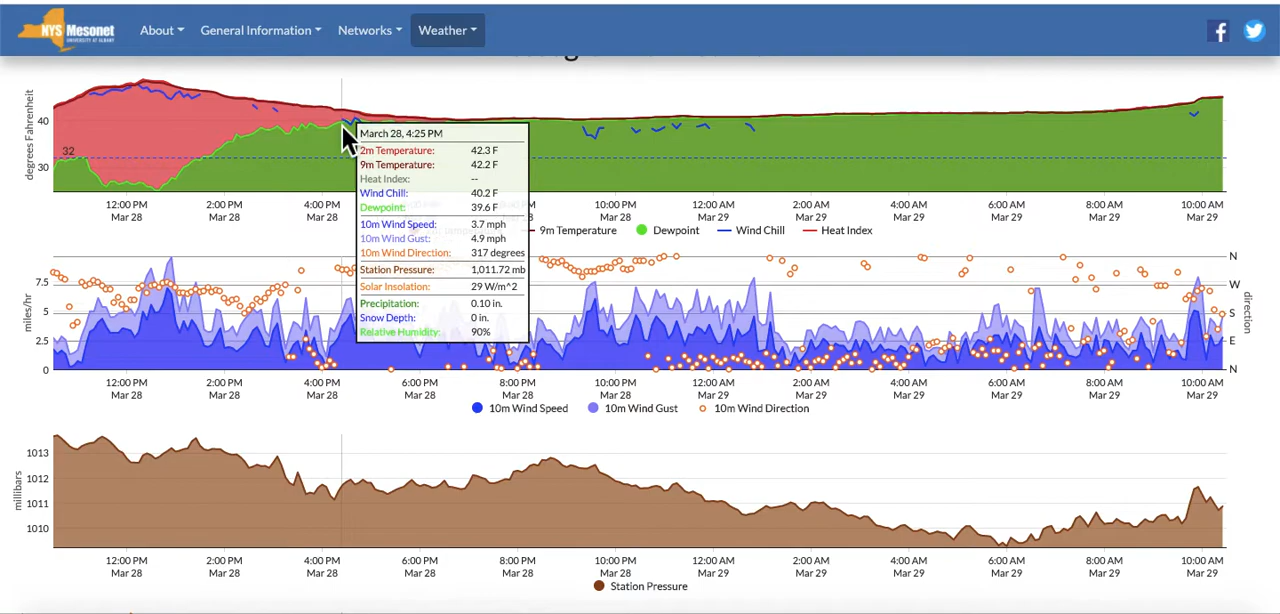 NYS Mesonet
UNIVERSITY AT ALBANY
About
General Information
Networks
Weather
degrees Fahrenheit
40
32
30
12:00 PM
Mar 28
2:00 PM
Mar 28
4:00 PM
Mar 28
10:00 PM
Mar 28
12:00 AM
Mar 29
2:00 AM
Mar 29
4:00 AM
Mar 29
6:00 AM
Mar 29
8:00 AM
Mar 29
10:00 AM
Mar 29
9m Temperature
Dewpoint
Wind Chill
Heat Index
March 28, 4:25 PM
2m Temperature: 42.3 F
9m Temperature: 42.2 F
Heat Index: --
Wind Chill: 40.2 F
Dewpoint: 39.6 F
10m Wind Speed: 3.7 mph
10m Wind Gust: 4.9 mph
10m Wind Direction: 317 degrees
Station Pressure: 1,011.72 mb
Solar Insolation: 29 W/m^2
Precipitation: 0.10 in.
Snow Depth: 0 in.
Relative Humidity: 90%
miles/hr
7.5
5
2.5
0
N
W
S
E
N
direction
12:00 PM
Mar 28
2:00 PM
Mar 28
4:00 PM
Mar 28
6:00 PM
Mar 28
8:00 PM
Mar 28
10:00 PM
Mar 28
12:00 AM
Mar 29
2:00 AM
Mar 29
4:00 AM
Mar 29
6:00 AM
Mar 29
8:00 AM
Mar 29
10:00 AM
Mar 29
10m Wind Speed
10m Wind Gust
10m Wind Direction
millibars
1013
1012
1011
1010
12:00 PM
Mar 28
2:00 PM
Mar 28
4:00 PM
Mar 28
6:00 PM
Mar 28
8:00 PM
Mar 28
10:00 PM
Mar 28
12:00 AM
Mar 29
2:00 AM
Mar 29
4:00 AM
Mar 29
6:00 AM
Mar 29
8:00 AM
Mar 29
10:00 AM
Mar 29
Station Pressure